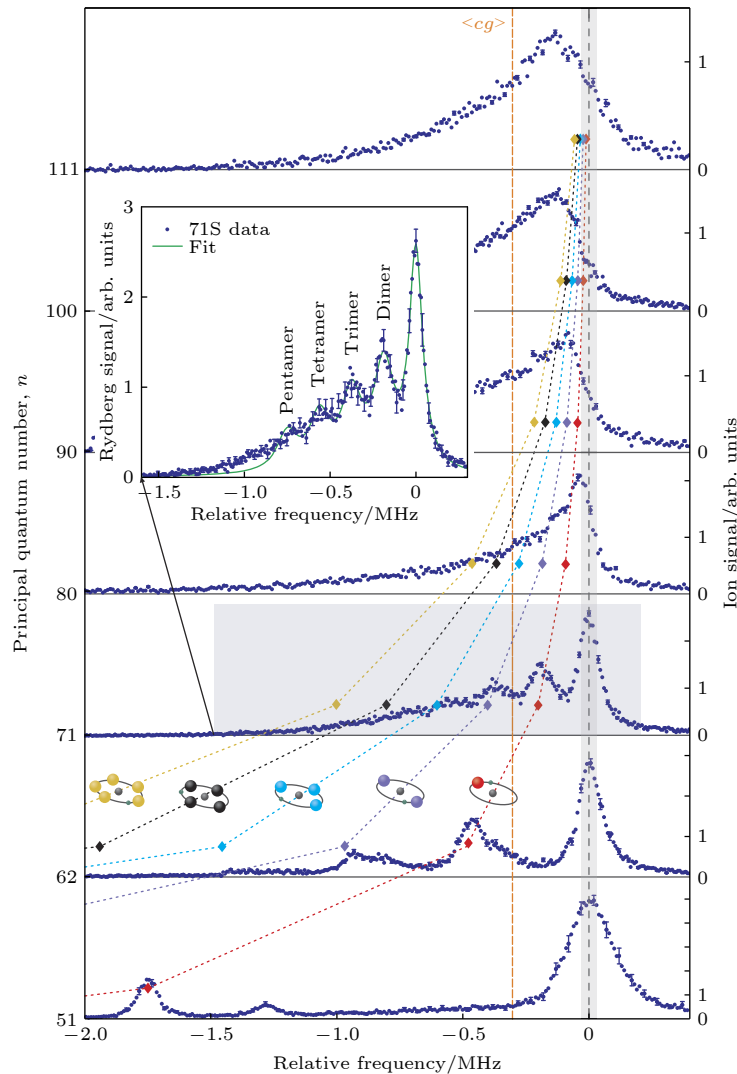 <cg>
1
111
0
3
71S data
Fit
2
1
0
Rydberg signal/arb. units
Pentamer
Tetramer
Trimer
Dimer
−1.5
−1.0
−0.5
0
Relative frequency/MHz
1
100
0
1
90
0
1
80
0
1
71
0
1
62
0
1
51
0
Principal quantum number, n
Ion signal/arb. units
−2.0
−1.5
−1.0
−0.5
0
Relative frequency/MHz